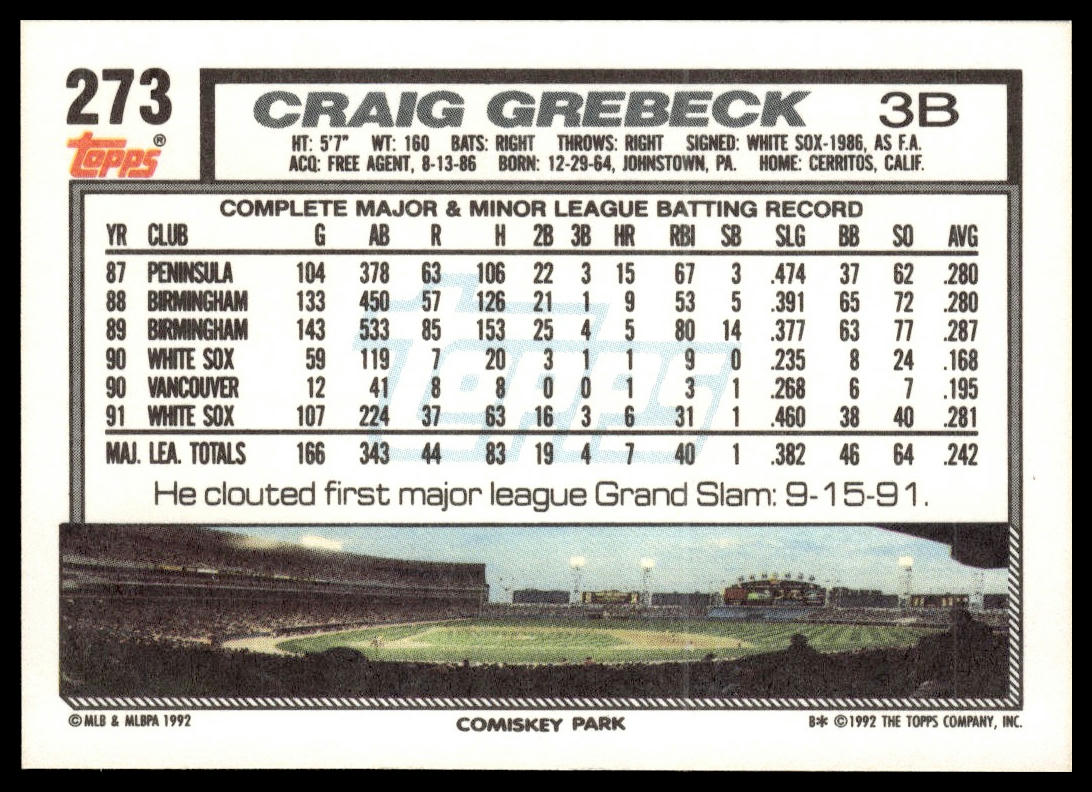 273
Topps®
CRAIG GREBECK 3B
HT: 5'7" WT: 160 BATS: RIGHT THROWS: RIGHT SIGNED: WHITE SOX-1986, AS F.A.
ACQ: FREE AGENT, 8-13-86 BORN: 12-29-64, JOHNSTOWN, PA. HOME: CERRITOS, CALIF.
COMPLETE MAJOR & MINOR LEAGUE BATTING RECORD
YR CLUB G AB R H 2B 3B HR RBI SB SLG BB SO AVG
87 PENINSULA 104 378 63 106 22 3 15 67 3 .474 37 62 .280
88 BIRMINGHAM 133 450 57 126 21 1 9 53 5 .391 65 72 .280
89 BIRMINGHAM 143 533 85 153 25 4 5 80 14 .377 63 77 .287
90 WHITE SOX 59 119 7 20 3 1 1 9 0 .235 8 24 .168
90 VANCOUVER 12 41 8 8 0 0 1 3 1 .268 6 7 .195
91 WHITE SOX 107 224 37 63 16 3 6 31 1 .460 38 40 .281
MAJ. LEA. TOTALS 166 343 44 83 19 4 7 40 1 .382 46 64 .242
Topps
He clouted first major league Grand Slam: 9-15-91.
© MLB & MLBPA 1992
COMISKEY PARK
B* © 1992 THE TOPPS COMPANY, INC.